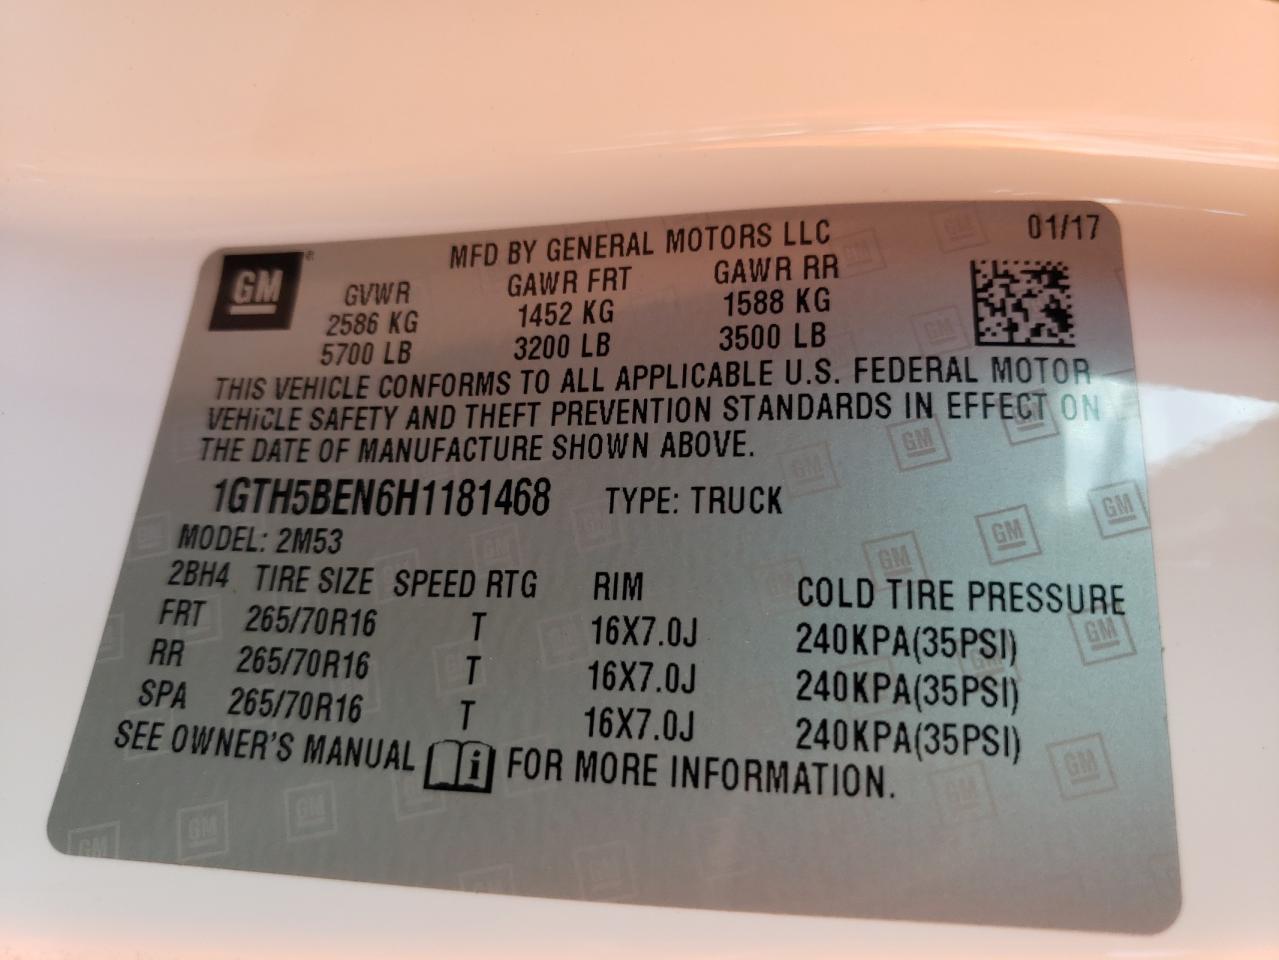 GM
MFD BY GENERAL MOTORS LLC 01/17
GVWR GAWR FRT GAWR RR
2586 KG 1452 KG 1588 KG
5700 LB 3200 LB 3500 LB
THIS VEHICLE CONFORMS TO ALL APPLICABLE U.S. FEDERAL MOTOR
VEHICLE SAFETY AND THEFT PREVENTION STANDARDS IN EFFECT ON
THE DATE OF MANUFACTURE SHOWN ABOVE.
1GTH5BEN6H1181468 TYPE: TRUCK
MODEL: 2M53
2BH4 TIRE SIZE SPEED RTG RIM COLD TIRE PRESSURE
FRT 265/70R16 T 16X7.0J 240KPA(35PSI)
RR 265/70R16 T 16X7.0J 240KPA(35PSI)
SPA 265/70R16 T 16X7.0J 240KPA(35PSI)
SEE OWNER'S MANUAL i FOR MORE INFORMATION.